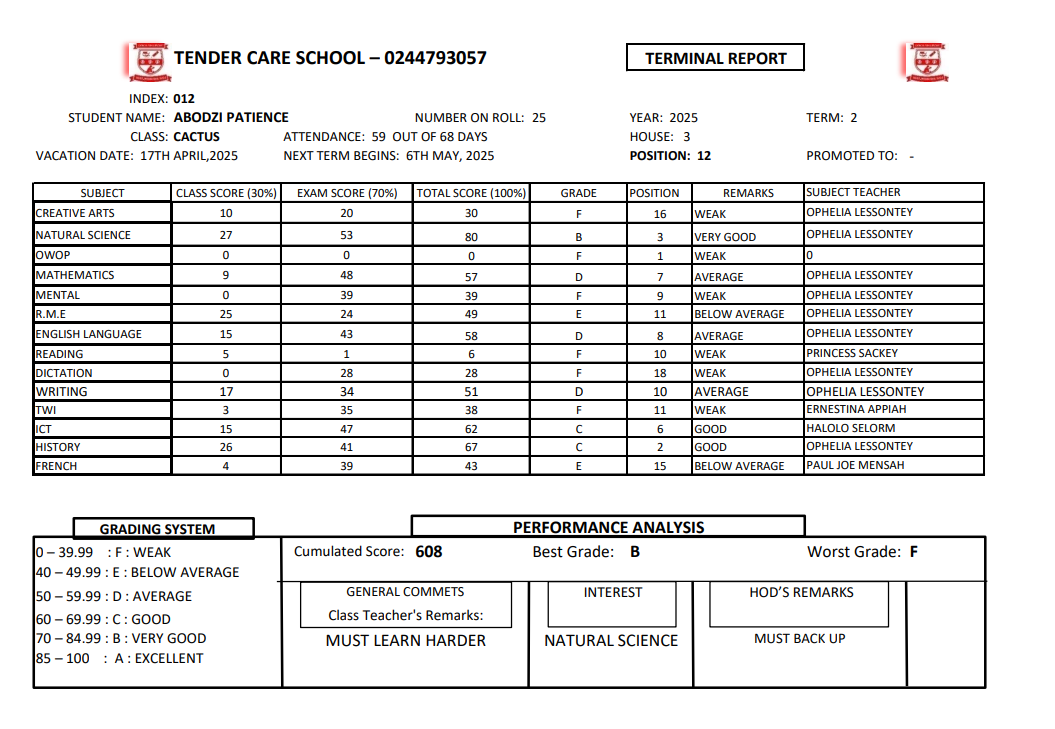 TENDER CARE SCHOOL – 0244793057 TERMINAL REPORT
INDEX: 012
STUDENT NAME: ABODZI PATIENCE NUMBER ON ROLL: 25 YEAR: 2025 TERM: 2
CLASS: CACTUS ATTENDANCE: 59 OUT OF 68 DAYS HOUSE: 3
VACATION DATE: 17TH APRIL,2025 NEXT TERM BEGINS: 6TH MAY, 2025 POSITION: 12 PROMOTED TO: -
SUBJECT CLASS SCORE (30%) EXAM SCORE (70%) TOTAL SCORE (100%) GRADE POSITION REMARKS SUBJECT TEACHER
CREATIVE ARTS 10 20 30 F 16 WEAK OPHELIA LESSONTEY
NATURAL SCIENCE 27 53 80 B 3 VERY GOOD OPHELIA LESSONTEY
OWOP 0 0 0 F 1 WEAK 0
MATHEMATICS 9 48 57 D 7 AVERAGE OPHELIA LESSONTEY
MENTAL 0 39 39 F 9 WEAK OPHELIA LESSONTEY
R.M.E 25 24 49 E 11 BELOW AVERAGE OPHELIA LESSONTEY
ENGLISH LANGUAGE 15 43 58 D 8 AVERAGE OPHELIA LESSONTEY
READING 5 1 6 F 10 WEAK PRINCESS SACKEY
DICTATION 0 28 28 F 18 WEAK OPHELIA LESSONTEY
WRITING 17 34 51 D 10 AVERAGE OPHELIA LESSONTEY
TWI 3 35 38 F 11 WEAK ERNESTINA APPIAH
ICT 15 47 62 C 6 GOOD HALOLO SELORM
HISTORY 26 41 67 C 2 GOOD OPHELIA LESSONTEY
FRENCH 4 39 43 E 15 BELOW AVERAGE PAUL JOE MENSAH
GRADING SYSTEM PERFORMANCE ANALYSIS
0 – 39.99 : F : WEAK Cumulated Score: 608 Best Grade: B Worst Grade: F
40 – 49.99 : E : BELOW AVERAGE
50 – 59.99 : D : AVERAGE GENERAL COMMETS INTEREST HOD'S REMARKS
60 – 69.99 : C : GOOD Class Teacher's Remarks:
70 – 84.99 : B : VERY GOOD MUST LEARN HARDER NATURAL SCIENCE MUST BACK UP
85 – 100 : A : EXCELLENT